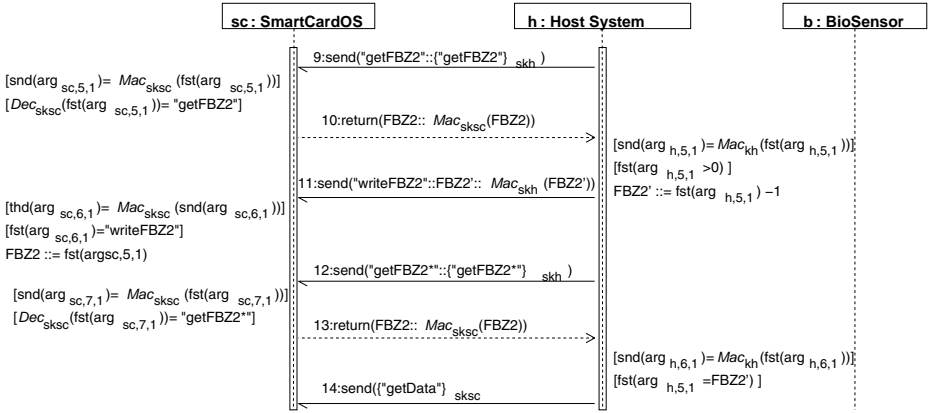 sc : SmartCardOS h : Host System b : BioSensor
9:send("getFBZ2"::{"getFBZ2"} skh )
[snd(arg sc,5,1 )= Mac sksc (fst(arg sc,5,1 ))]
[Dec sksc (fst(arg sc,5,1 ))= "getFBZ2"]
10:return(FBZ2:: Mac sksc (FBZ2))
[snd(arg h,5,1 )= Mac kh (fst(arg h,5,1 ))]
[fst(arg h,5,1 >0) ]
11:send("writeFBZ2"::FBZ2':: Mac skh (FBZ2'))
FBZ2' ::= fst(arg h,5,1 ) −1
[thd(arg sc,6,1 )= Mac sksc (snd(arg sc,6,1 ))]
[fst(arg sc,6,1 )="writeFBZ2"]
FBZ2 ::= fst(argsc,5,1)
12:send("getFBZ2*"::{"getFBZ2*"} skh )
[snd(arg sc,7,1 )= Mac sksc (fst(arg sc,7,1 ))]
[Dec sksc (fst(arg sc,7,1 ))= "getFBZ2*"]
13:return(FBZ2:: Mac sksc (FBZ2))
[snd(arg h,6,1 )= Mac kh (fst(arg h,6,1 ))]
[fst(arg h,5,1 =FBZ2') ]
14:send({"getData"} sksc